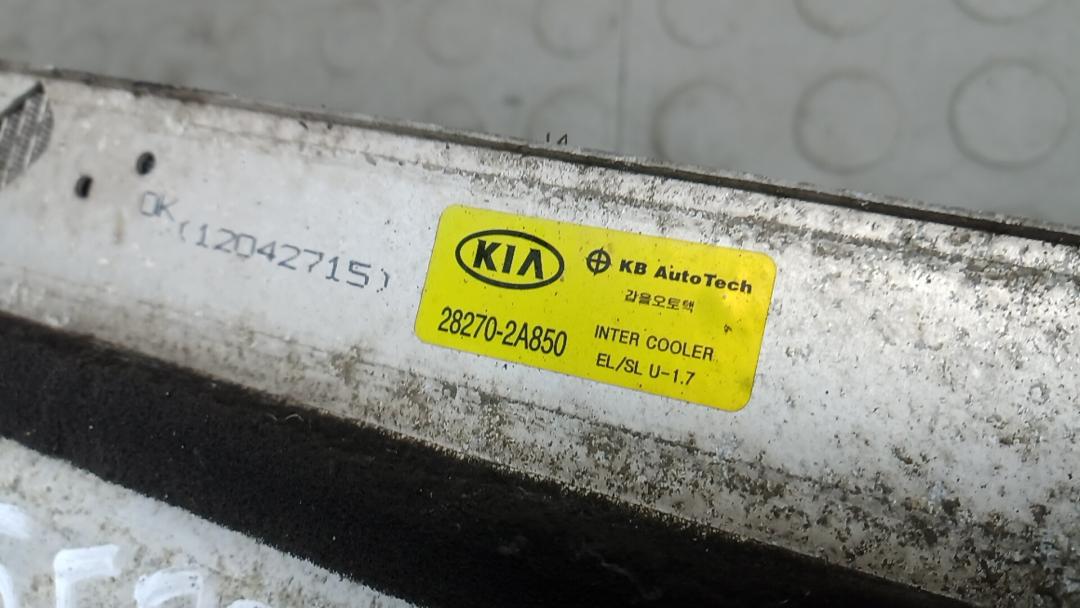 OK (12042715)
KIA
KB AutoTech
갑을오토텍
28270-2A850
INTER COOLER
EL/SL U-1.7